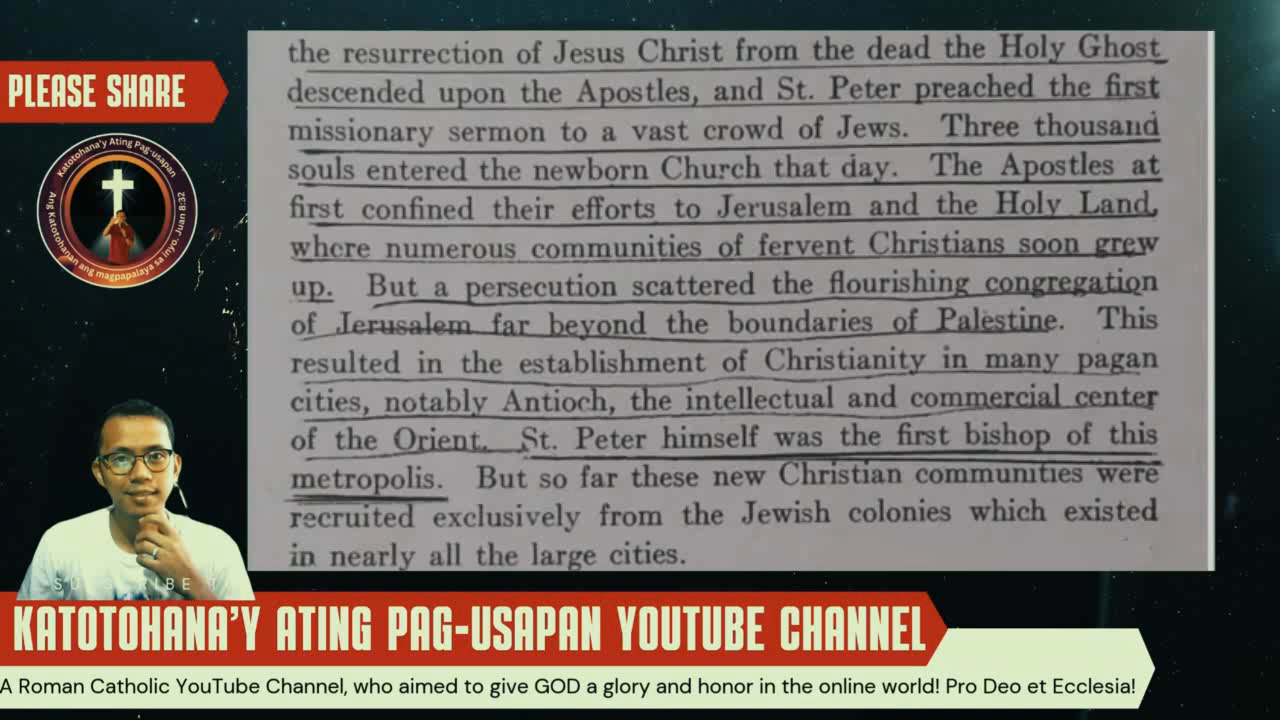 PLEASE SHARE
Katotohana'y Ating Pag-usapan
Ang Katotohanan ang magpapalaya sa inyo. Juan 8:32
the resurrection of Jesus Christ from the dead the Holy Ghost
descended upon the Apostles, and St. Peter preached the first
missionary sermon to a vast crowd of Jews. Three thousand
souls entered the newborn Church that day. The Apostles at
first confined their efforts to Jerusalem and the Holy Land,
where numerous communities of fervent Christians soon grew
up. But a persecution scattered the flourishing congregation
of Jerusalem far beyond the boundaries of Palestine. This
resulted in the establishment of Christianity in many pagan
cities, notably Antioch, the intellectual and commercial center
of the Orient. St. Peter himself was the first bishop of this
metropolis. But so far these new Christian communities were
recruited exclusively from the Jewish colonies which existed
in nearly all the large cities.
KATOTOHANA'Y ATING PAG-USAPAN YOUTUBE CHANNEL
A Roman Catholic YouTube Channel, who aimed to give GOD a glory and honor in the online world! Pro Deo et Ecclesia!